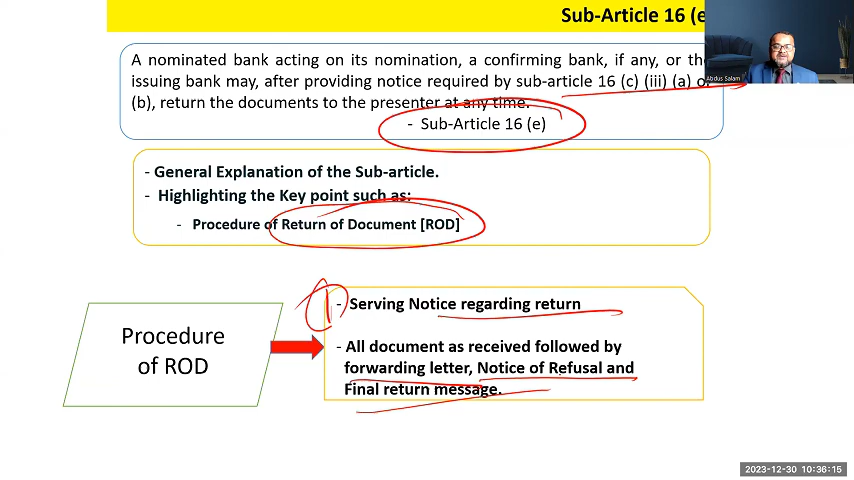 Sub-Article 16 (e
Abdus Salam
A nominated bank acting on its nomination, a confirming bank, if any, or the
issuing bank may, after providing notice required by sub-article 16 (c) (iii) (a) or
(b), return the documents to the presenter at any time.
- Sub-Article 16 (e)
- General Explanation of the Sub-article.
- Highlighting the Key point such as:
- Procedure of Return of Document [ROD]
Procedure
of ROD
- Serving Notice regarding return
- All document as received followed by
forwarding letter, Notice of Refusal and
Final return message.
2023-12-30 10:36:15